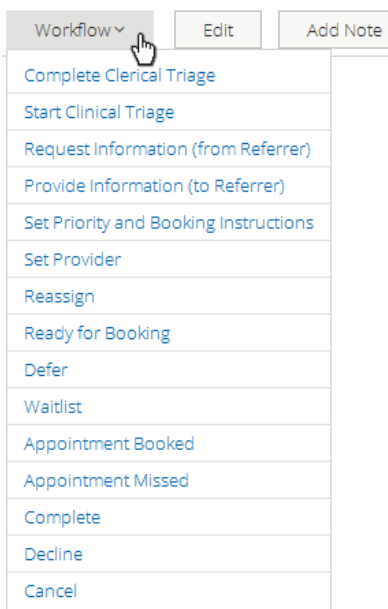 Workflow Edit Add Note
Complete Clerical Triage
Start Clinical Triage
Request Information (from Referrer)
Provide Information (to Referrer)
Set Priority and Booking Instructions
Set Provider
Reassign
Ready for Booking
Defer
Waitlist
Appointment Booked
Appointment Missed
Complete
Decline
Cancel